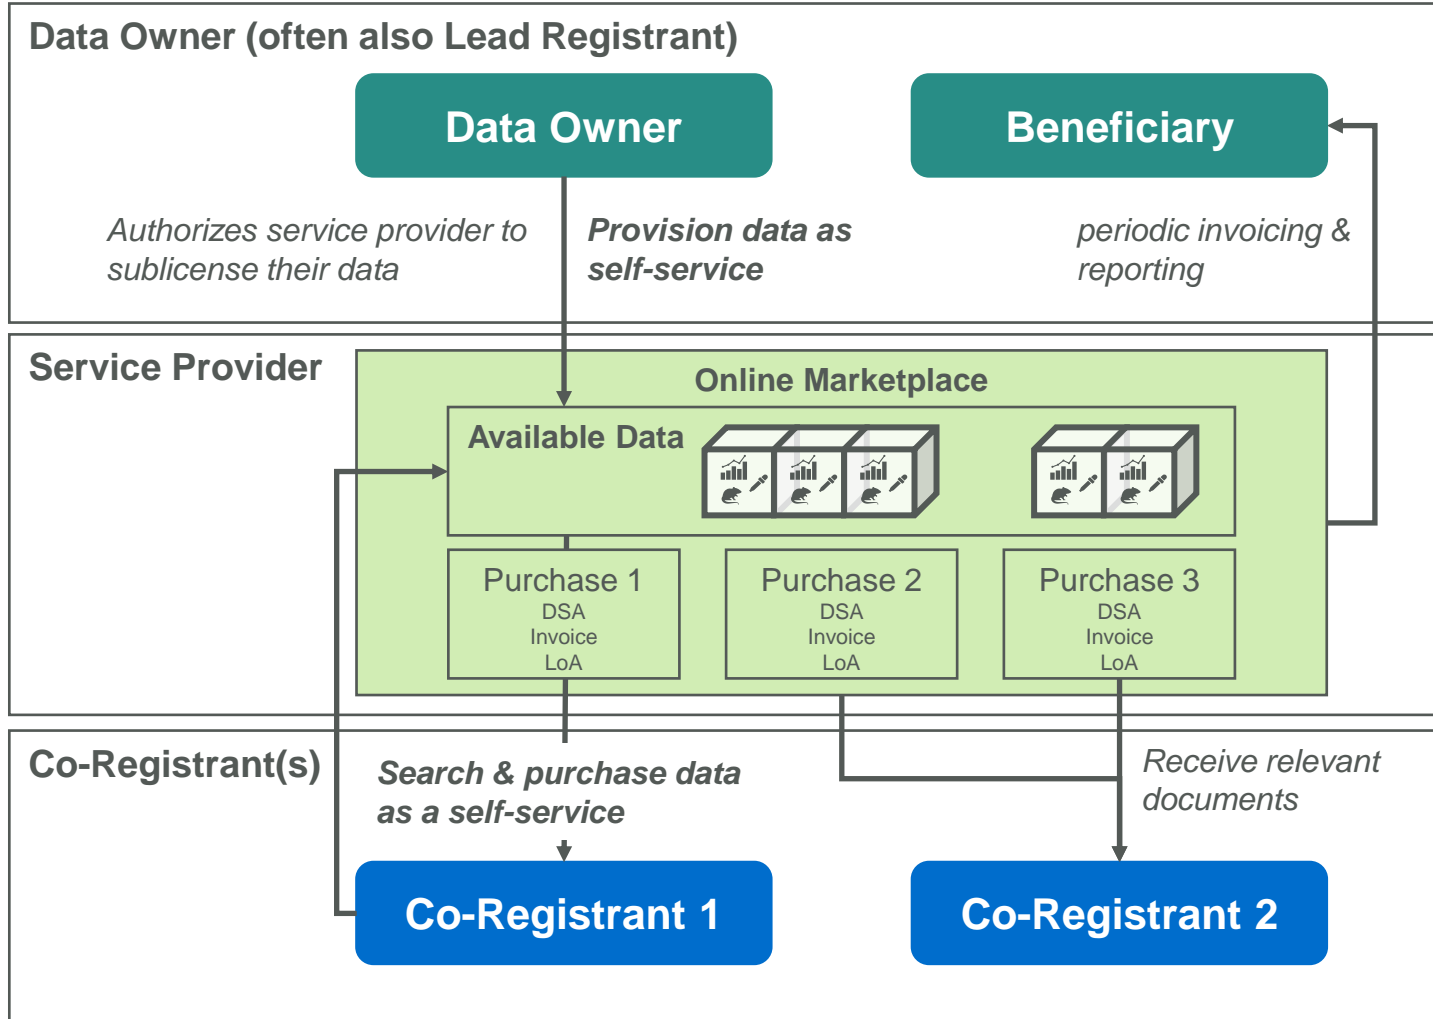 Data Owner (often also Lead Registrant)
Data Owner
Beneficiary
Authorizes service provider to
sublicense their data
Provision data as
self-service
periodic invoicing &
reporting
Service Provider
Online Marketplace
Available Data
Purchase 1
DSA
Invoice
LoA
Purchase 2
DSA
Invoice
LoA
Purchase 3
DSA
Invoice
LoA
Co-Registrant(s)
Search & purchase data
as a self-service
Receive relevant
documents
Co-Registrant 1
Co-Registrant 2